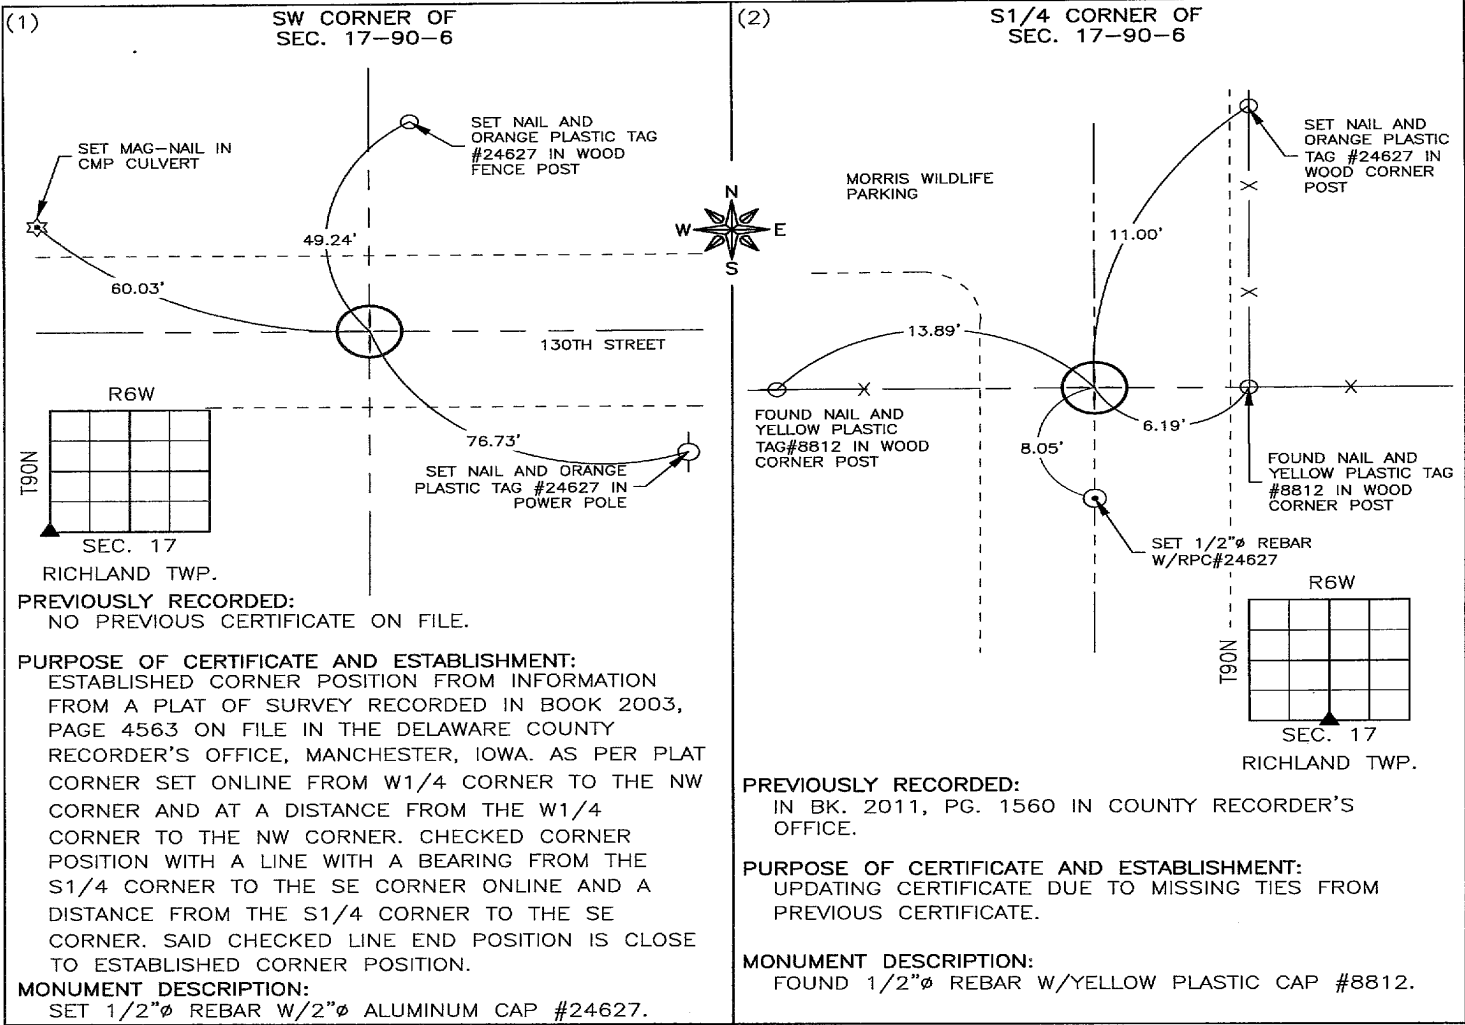 (1)
SW CORNER OF
SEC. 17-90-6
SET NAIL AND
ORANGE PLASTIC TAG
#24627 IN WOOD
FENCE POST
SET MAG-NAIL IN
CMP CULVERT
49.24'
60.03'
130TH STREET
76.73'
SET NAIL AND ORANGE
PLASTIC TAG #24627 IN
POWER POLE
R6W
T90N
SEC. 17
RICHLAND TWP.
PREVIOUSLY RECORDED:
NO PREVIOUS CERTIFICATE ON FILE.
PURPOSE OF CERTIFICATE AND ESTABLISHMENT:
ESTABLISHED CORNER POSITION FROM INFORMATION
FROM A PLAT OF SURVEY RECORDED IN BOOK 2003,
PAGE 4563 ON FILE IN THE DELAWARE COUNTY
RECORDER'S OFFICE, MANCHESTER, IOWA. AS PER PLAT
CORNER SET ONLINE FROM W1/4 CORNER TO THE NW
CORNER AND AT A DISTANCE FROM THE W1/4
CORNER TO THE NW CORNER. CHECKED CORNER
POSITION WITH A LINE WITH A BEARING FROM THE
S1/4 CORNER TO THE SE CORNER ONLINE AND A
DISTANCE FROM THE S1/4 CORNER TO THE SE
CORNER. SAID CHECKED LINE END POSITION IS CLOSE
TO ESTABLISHED CORNER POSITION.
MONUMENT DESCRIPTION:
SET 1/2"ø REBAR W/2"ø ALUMINUM CAP #24627.
N
W
E
S
(2)
S1/4 CORNER OF
SEC. 17-90-6
MORRIS WILDLIFE
PARKING
SET NAIL AND
ORANGE PLASTIC
TAG #24627 IN
WOOD CORNER
POST
11.00'
13.89'
FOUND NAIL AND
YELLOW PLASTIC
TAG#8812 IN WOOD
CORNER POST
6.19'
8.05'
FOUND NAIL AND
YELLOW PLASTIC TAG
#8812 IN WOOD
CORNER POST
SET 1/2"ø REBAR
W/RPC#24627
R6W
T90N
SEC. 17
RICHLAND TWP.
PREVIOUSLY RECORDED:
IN BK. 2011, PG. 1560 IN COUNTY RECORDER'S
OFFICE.
PURPOSE OF CERTIFICATE AND ESTABLISHMENT:
UPDATING CERTIFICATE DUE TO MISSING TIES FROM
PREVIOUS CERTIFICATE.
MONUMENT DESCRIPTION:
FOUND 1/2"ø REBAR W/YELLOW PLASTIC CAP #8812.